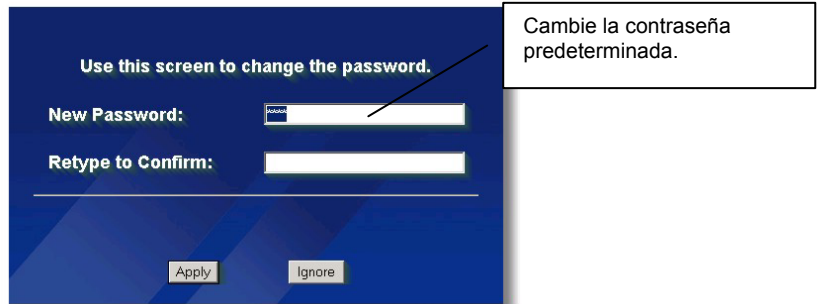 Cambie la contraseña
predeterminada.
Use this screen to change the password.
New Password:
****
Retype to Confirm:
Apply
Ignore